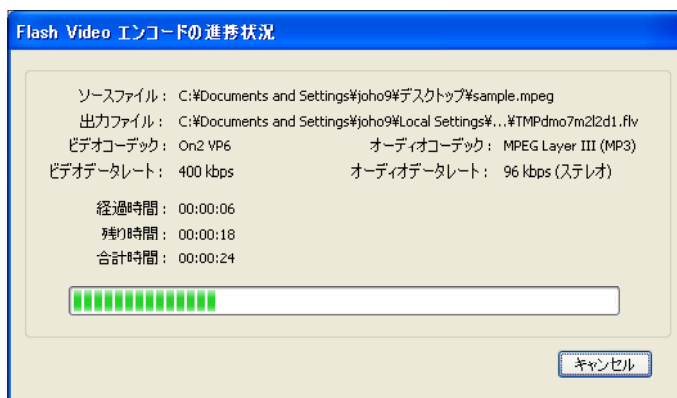 Flash Video エンコードの進捗状況
ソースファイル： C:¥Documents and Settings¥joho9¥デスクトップ¥sample.mpeg
出力ファイル： C:¥Documents and Settings¥joho9¥Local Settings¥...¥TMPdmo7m2l2d1.flv
ビデオコーデック： On2 VP6 オーディオコーデック： MPEG Layer III (MP3)
ビデオデータレート： 400 kbps オーディオデータレート： 96 kbps (ステレオ)
経過時間： 00:00:06
残り時間： 00:00:18
合計時間： 00:00:24
キャンセル